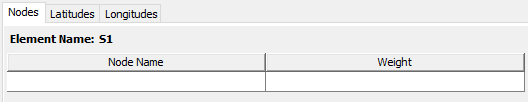 Nodes Latitudes Longitudes
Element Name: S1
Node Name Weight